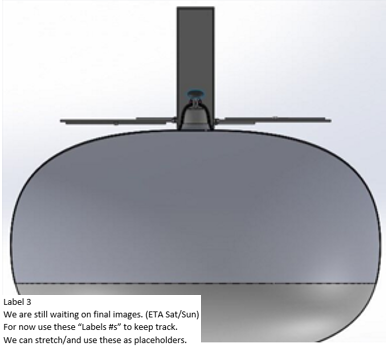 Label 3
We are still waiting on final images. (ETA Sat/Sun)
For now use these “Labels #s” to keep track.
We can stretch/and use these as placeholders.